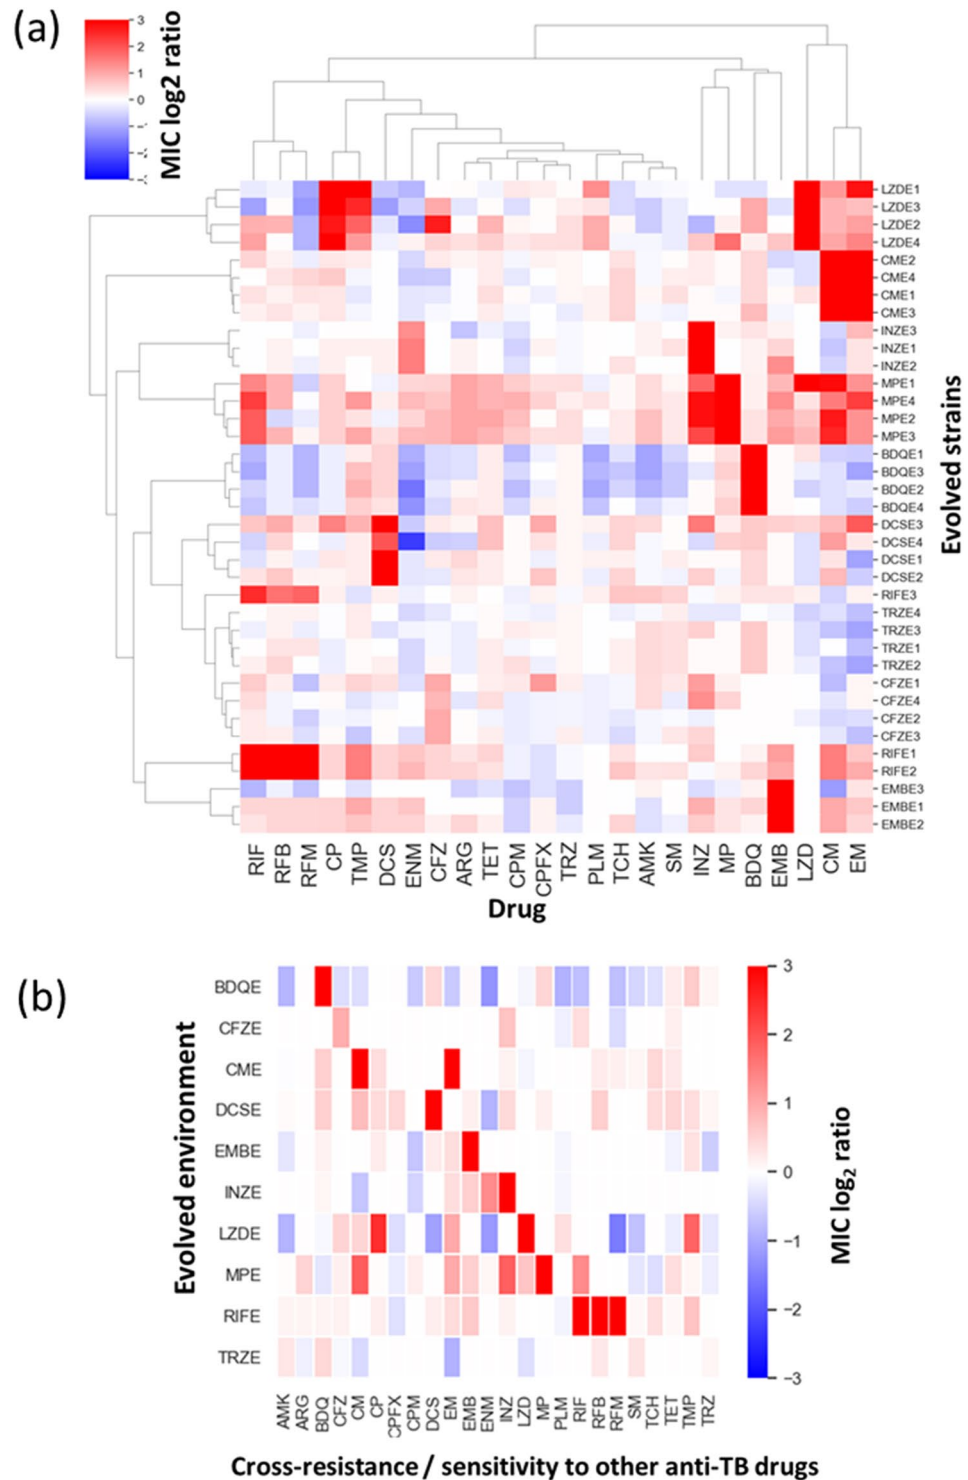 (a)
3
2
1
0
-1
-2
-:
MIC log2 ratio
LZDE1
LZDE3
LZDE2
LZDE4
CME2
CME4
CME1
CME3
INZE3
INZE1
INZE2
MPE1
MPE4
MPE2
MPE3
BDQE1
BDQE3
BDQE2
BDQE4
DCSE3
DCSE4
DCSE1
DCSE2
RIFE3
TRZE4
TRZE3
TRZE1
TRZE2
CFZE1
CFZE4
CFZE2
CFZE3
RIFE1
RIFE2
EMBE3
EMBE1
EMBE2
Evolved strains
RIF RFB RFM CP TMP DCS ENM CFZ ARG TET CPM CPFX TRZ PLM TCH AMK SM INZ MP BDQ EMB LZD CM EM
Drug
(b)
Evolved environment
BDQE
CFZE
CME
DCSE
EMBE
INZE
LZDE
MPE
RIFE
TRZE
3
2
1
0
−1
−2
−3
MIC log2 ratio
AMK ARG BDQ CFZ CM CP CPFX CPM DCS EM EMB ENM INZ LZD MP PLM RIF RFB RFM SM TCH TET TMP TRZ
Cross-resistance / sensitivity to other anti-TB drugs